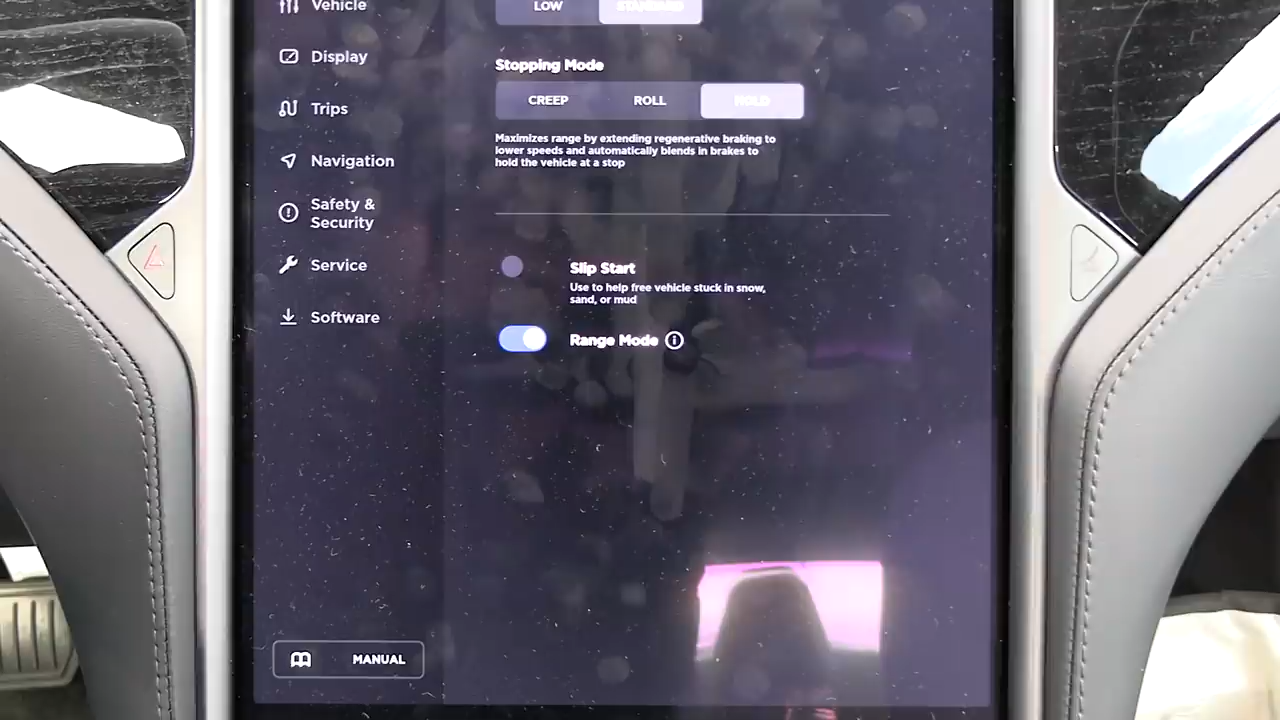 Vehicle
LOW
STANDARD
Display
Stopping Mode
Trips
CREEP
ROLL
HOLD
Maximizes range by extending regenerative braking to
lower speeds and automatically blends in brakes to
hold the vehicle at a stop
Navigation
Safety &
Security
Service
Slip Start
Use to help free vehicle stuck in snow,
sand, or mud
Software
Range Mode
MANUAL